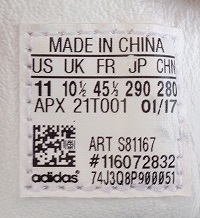 MADE IN CHINA
US UK FR JP CHN
11 10½ 45⅓ 290 280
APX 21T001 01/17
ART S81167
#116072832
adidas 74J3Q8P900051